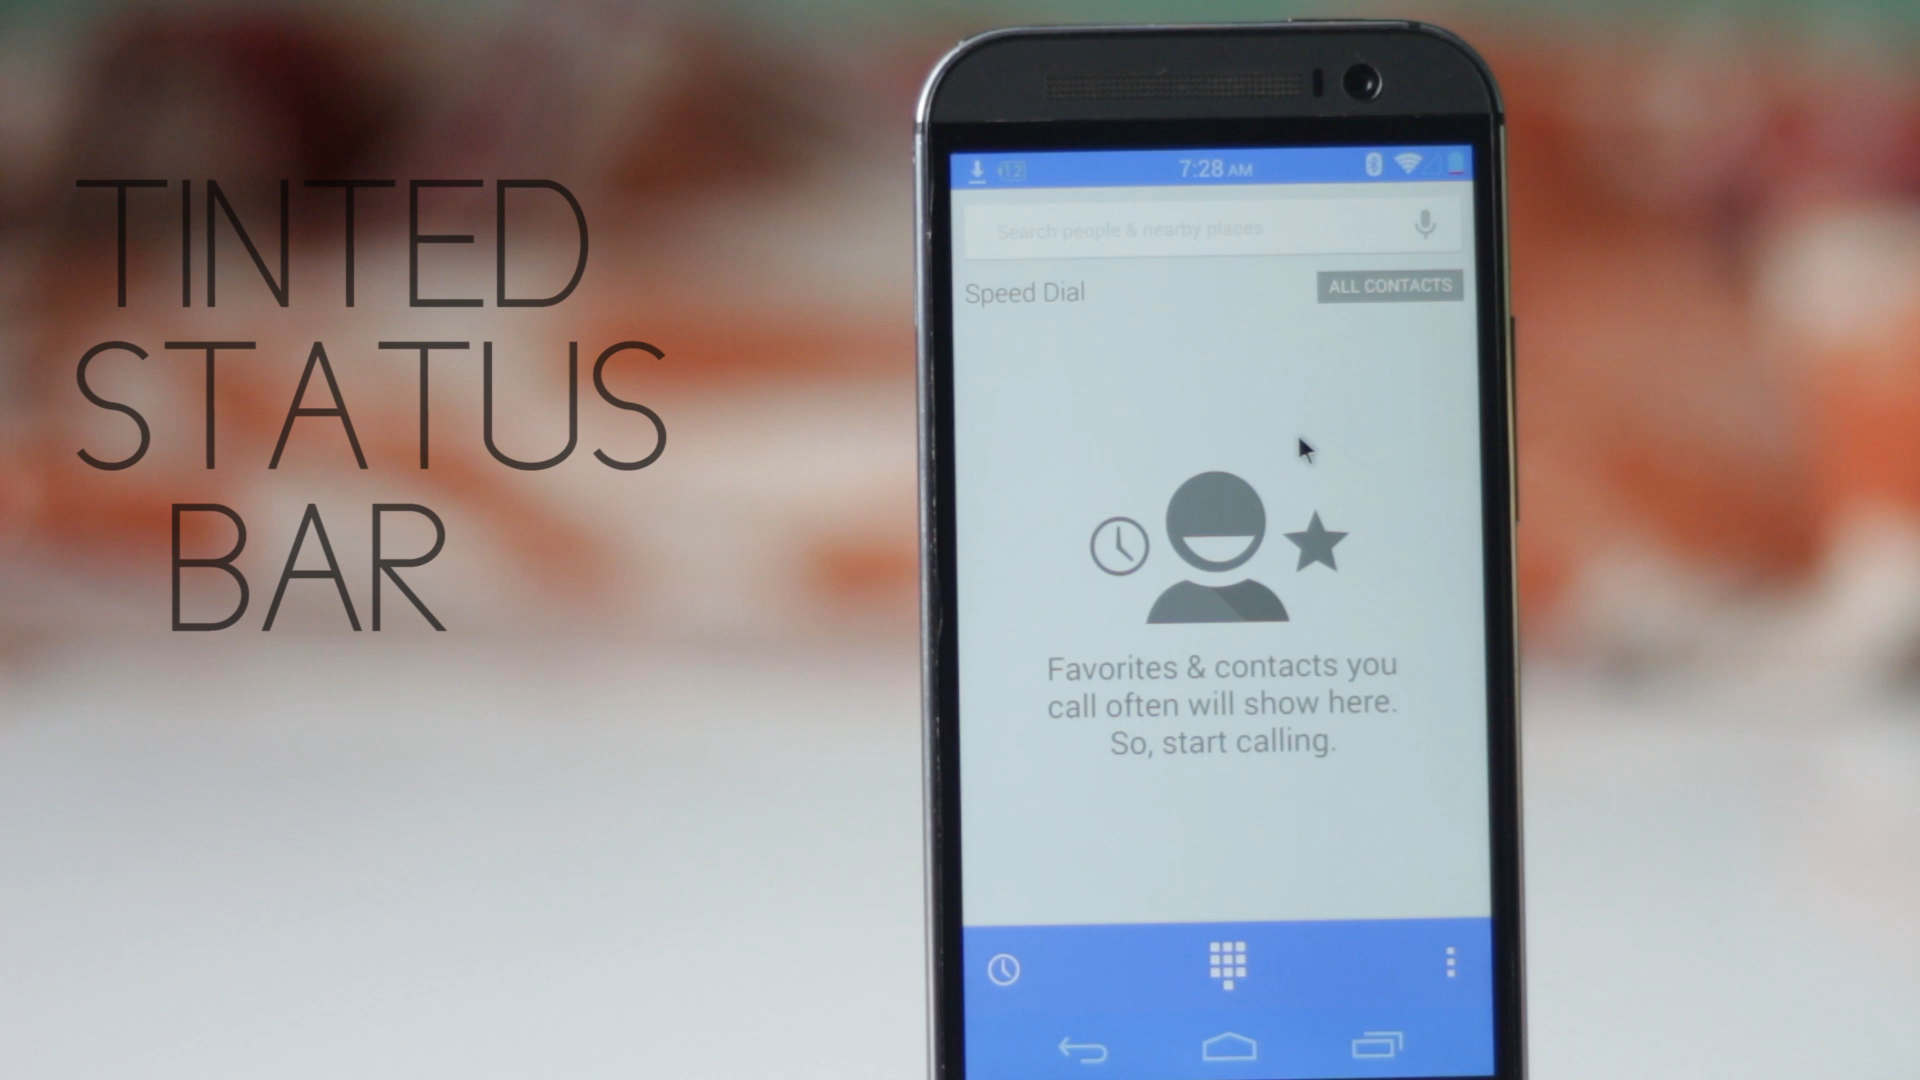 TINTED
STATUS
BAR
12
7:28 AM
Search people & nearby places
Speed Dial
ALL CONTACTS
Favorites & contacts you
call often will show here.
So, start calling.